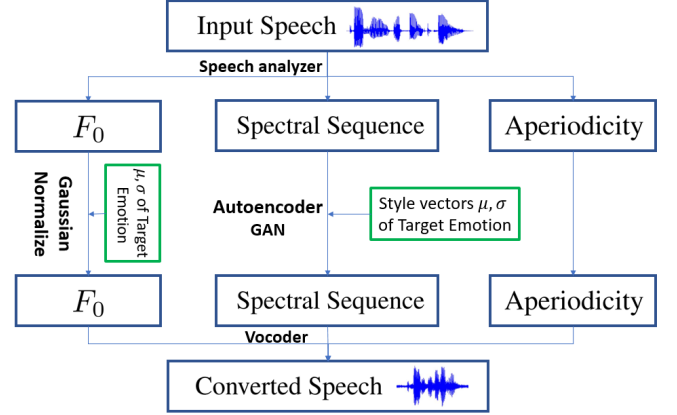 Input Speech
Speech analyzer
F₀
Spectral Sequence
Aperiodicity
Gaussian
Normalize
μ, σ of Target
Emotion
Autoencoder
GAN
Style vectors μ, σ
of Target Emotion
F₀
Spectral Sequence
Aperiodicity
Vocoder
Converted Speech